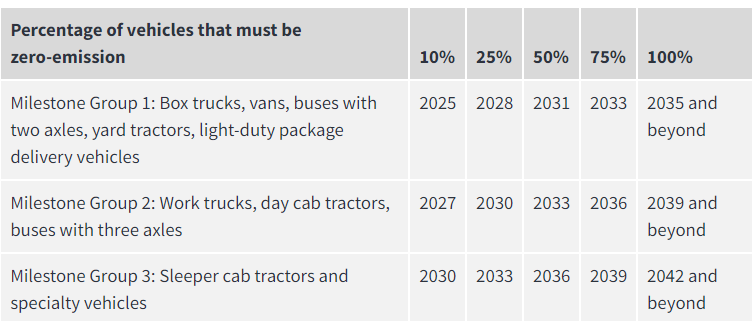 Percentage of vehicles that must be
zero-emission 10% 25% 50% 75% 100%
Milestone Group 1: Box trucks, vans, buses with 2025 2028 2031 2033 2035 and
two axles, yard tractors, light-duty package beyond
delivery vehicles
Milestone Group 2: Work trucks, day cab tractors, 2027 2030 2033 2036 2039 and
buses with three axles beyond
Milestone Group 3: Sleeper cab tractors and 2030 2033 2036 2039 2042 and
specialty vehicles beyond